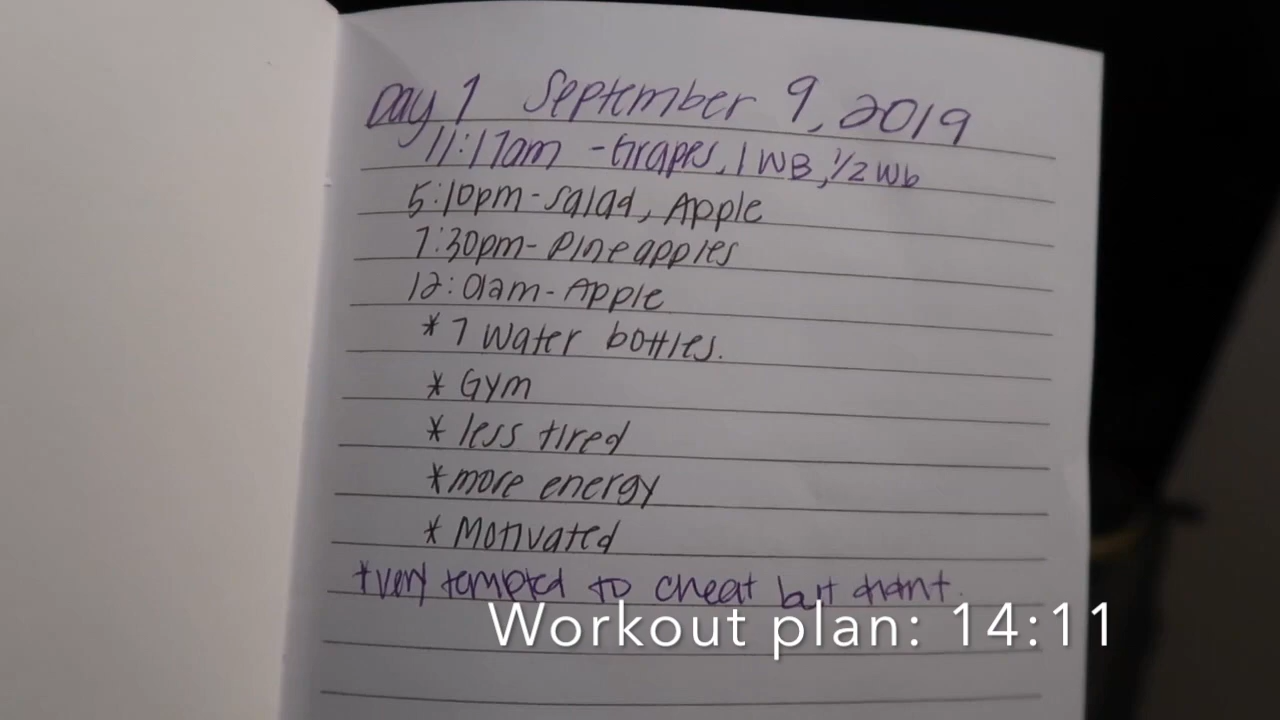 Day 1 September 9, 2019
11:17am - Grapes, 1 WB, 1/2 Wb
5:10pm - salad, Apple
7:30pm - Pineapples
12:01am - Apple
* 7 Water bottles.
* Gym
* less tired
* more energy
* Motivated
* very tempted to cheat but didnt.
Workout plan: 14:11